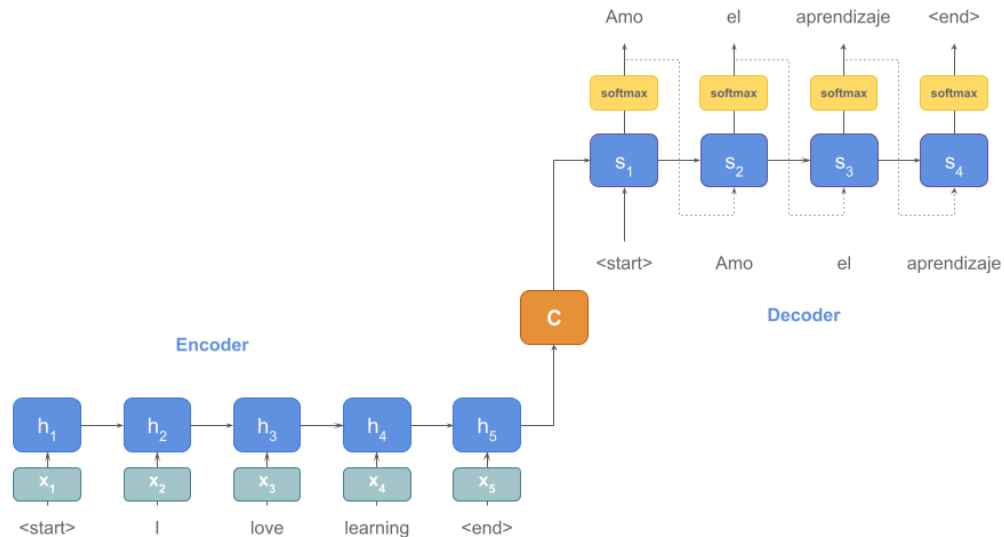 Amo el aprendizaje <end>
softmax softmax softmax softmax
s1 s2 s3 s4
<start> Amo el aprendizaje
C
Decoder
Encoder
h1 h2 h3 h4 h5
x1 x2 x3 x4 x5
<start> I love learning <end>